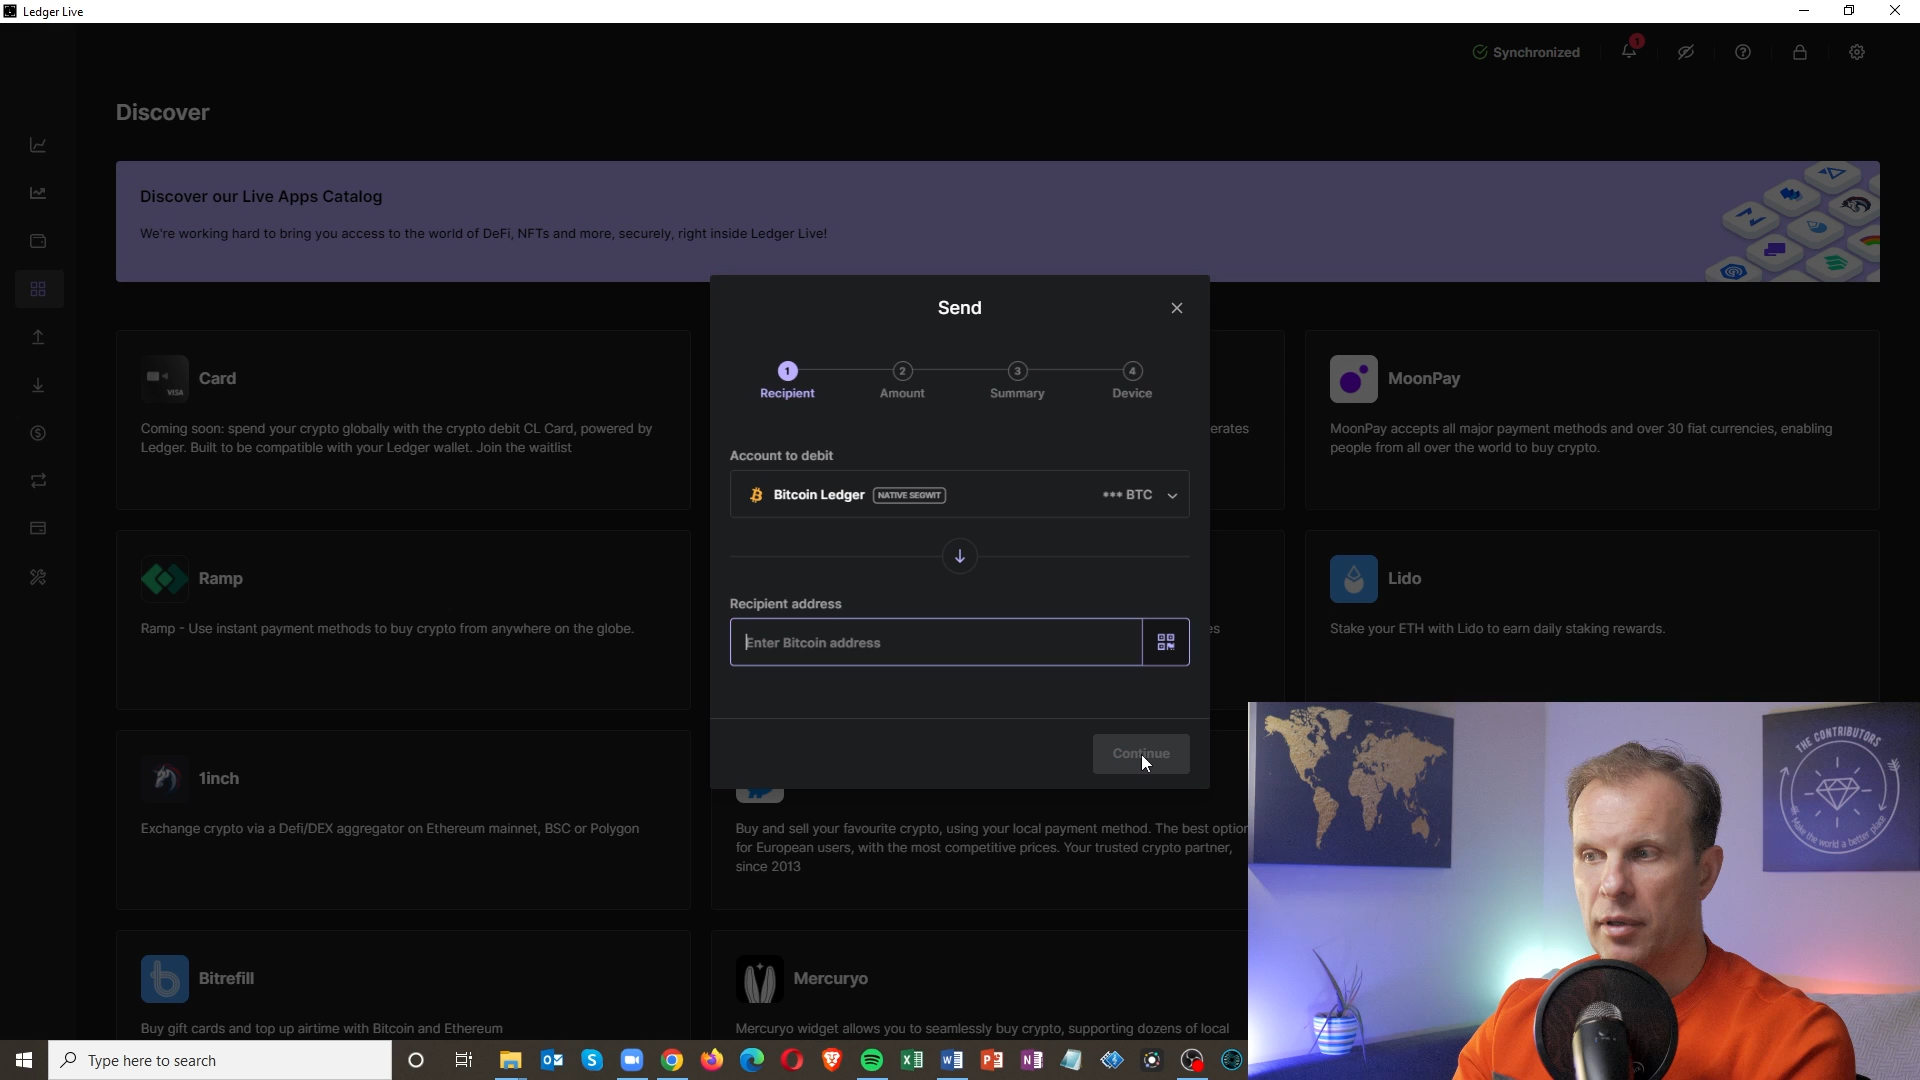 Ledger Live
Synchronized
1
Discover
Discover our Live Apps Catalog
We're working hard to bring you access to the world of DeFi, NFTs and more, securely, right inside Ledger Live!
Send
1
2
3
4
Recipient
Amount
Summary
Device
Account to debit
Bitcoin Ledger NATIVE SEGWIT *** BTC
Recipient address
Enter Bitcoin address
Continue
VISA
Card
Coming soon: spend your crypto globally with the crypto debit CL Card, powered by
Ledger. Built to be compatible with your Ledger wallet. Join the waitlist
erates
MoonPay
MoonPay accepts all major payment methods and over 30 fiat currencies, enabling
people from all over the world to buy crypto.
Ramp
Ramp - Use instant payment methods to buy crypto from anywhere on the globe.
es
Lido
Stake your ETH with Lido to earn daily staking rewards.
1inch
Exchange crypto via a Defi/DEX aggregator on Ethereum mainnet, BSC or Polygon
Buy and sell your favourite crypto, using your local payment method. The best option
for European users, with the most competitive prices. Your trusted crypto partner,
since 2013
Bitrefill
Buy gift cards and top up airtime with Bitcoin and Ethereum
Mercuryo
Mercuryo widget allows you to seamlessly buy crypto, supporting dozens of local
THE CONTRIBUTORS
Make the world a better place
Type here to search